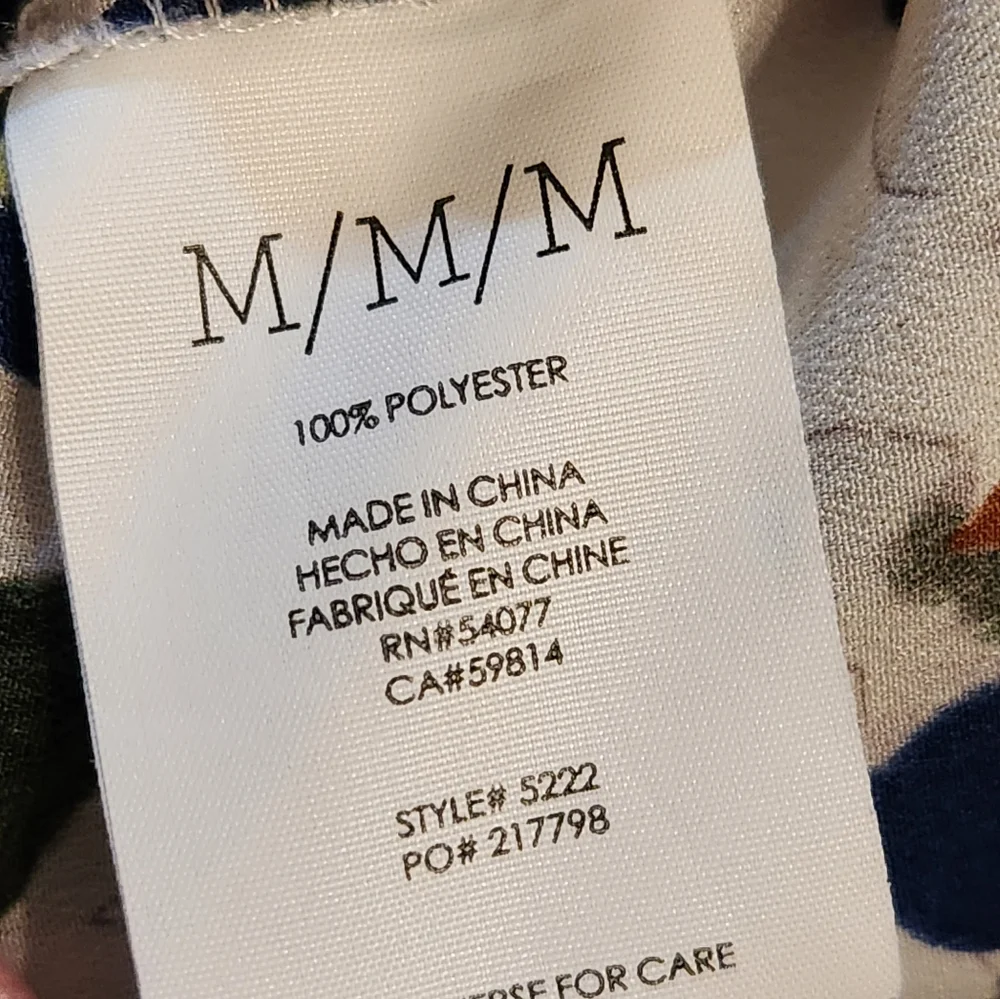 M/M/M
100% POLYESTER
MADE IN CHINA
HECHO EN CHINA
FABRIQUÉ EN CHINE
RN#54077
CA#59814
STYLE# 5222
PO# 217798
FOR CARE